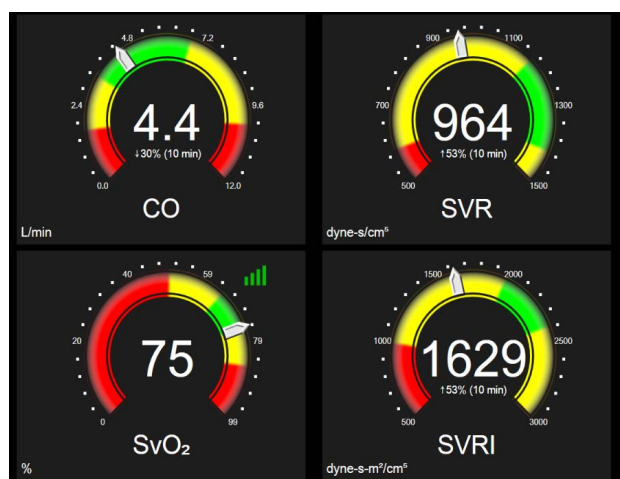 4.8 7.2
2.4 9.6
4.4
↓30% (10 min)
0.0 12.0
CO
L/min
900 1100
700 1300
964
↑53% (10 min)
500 1500
SVR
dyne-s/cm⁵
40 59
20 79
75
0 99
SvO₂
%
1500 2000
1000 2500
1629
↑53% (10 min)
500 3000
SVRI
dyne-s-m²/cm⁵